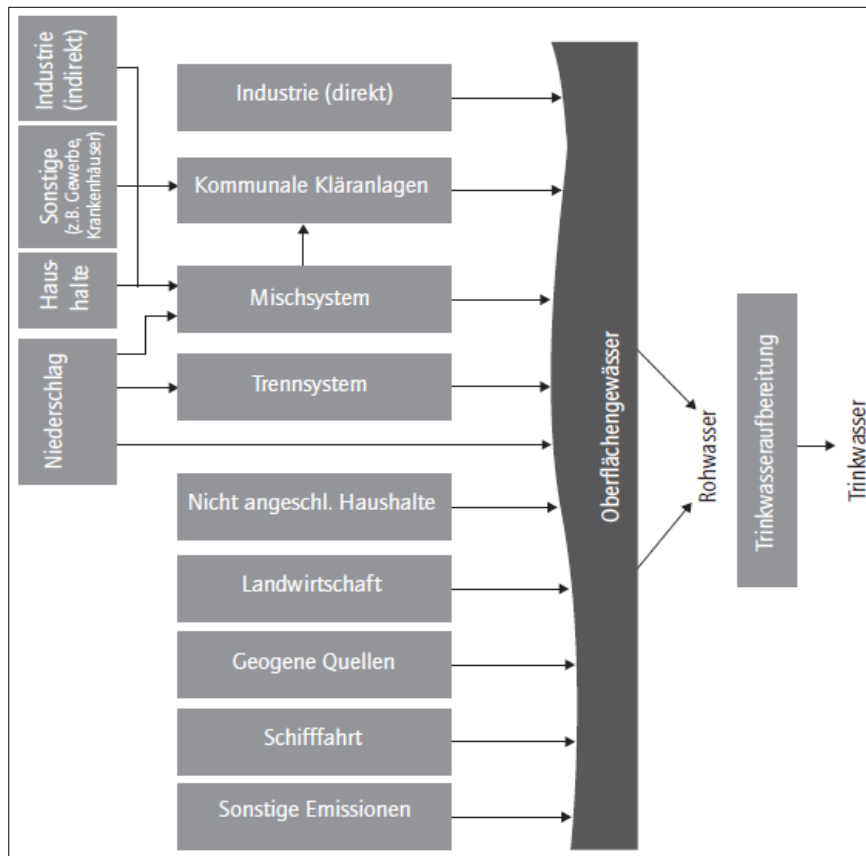 Industrie
(indirekt)
Sonstige
(z.B. Gewerbe,
Krankenhäuser)
Haus-
halte
Niederschlag
Industrie (direkt)
Kommunale Kläranlagen
Mischsystem
Trennsystem
Nicht angeschl. Haushalte
Landwirtschaft
Geogene Quellen
Schifffahrt
Sonstige Emissionen
Oberflächengewässer
Rohwasser
Trinkwasseraufbereitung
Trinkwasser